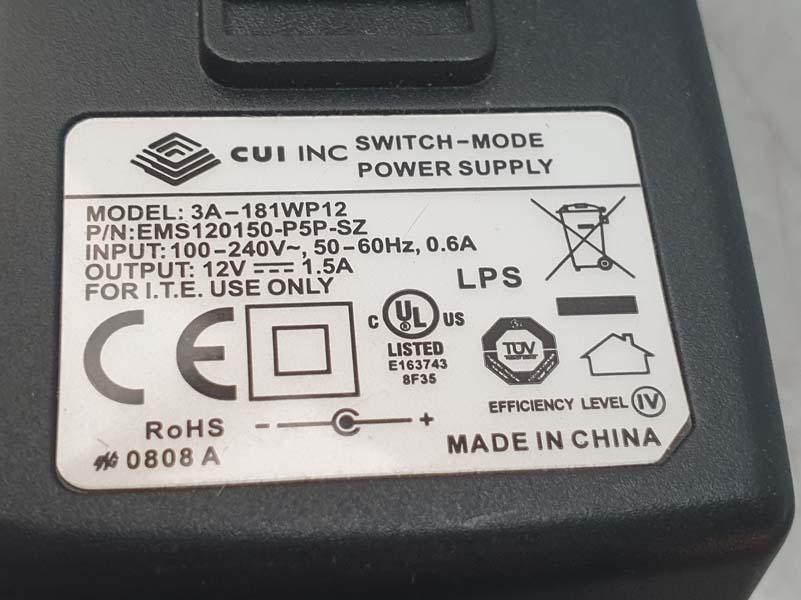 CUI INC SWITCH-MODE
POWER SUPPLY
MODEL: 3A-181WP12
P/N:EMS120150-P5P-SZ
INPUT: 100-240V~, 50-60Hz, 0.6A
OUTPUT: 12V ⎓ 1.5A
FOR I.T.E. USE ONLY
LPS
CE
C UL US
LISTED
E163743
8F35
TÜV
EFFICIENCY LEVEL IV
RoHS
- +
0808 A
MADE IN CHINA